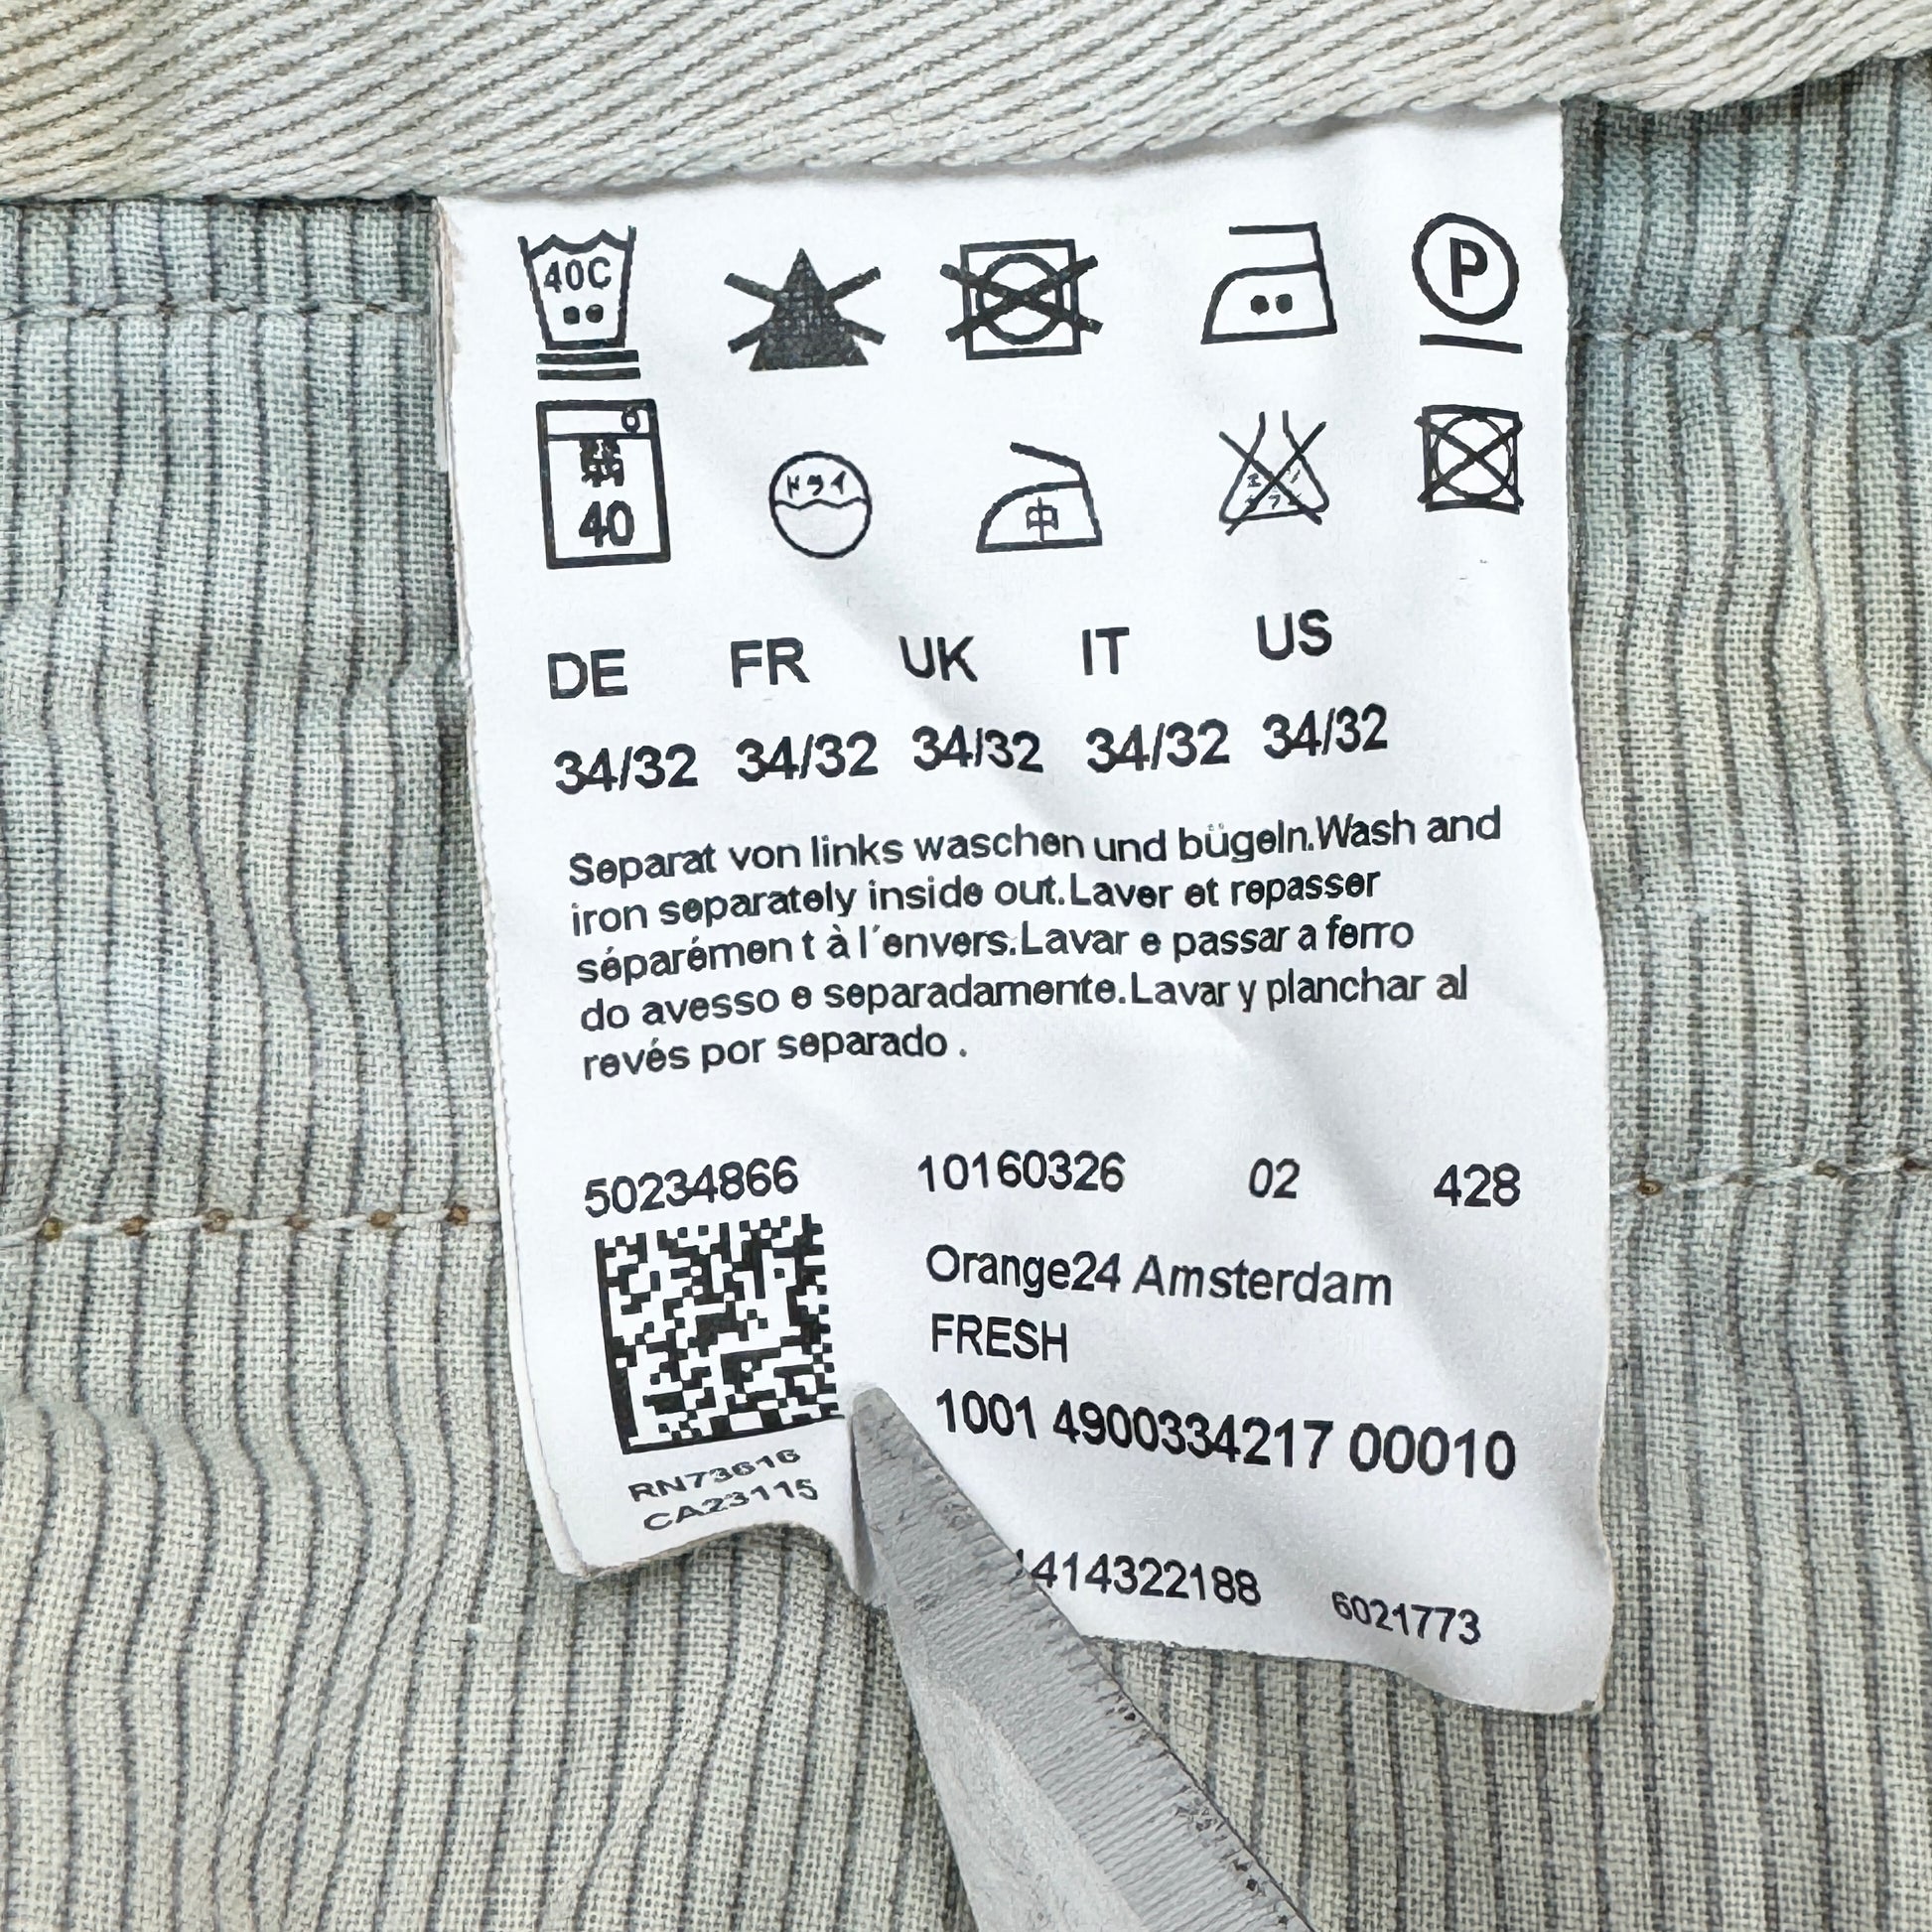 40C
P
40
ドライ
中
DE FR UK IT US
34/32 34/32 34/32 34/32 34/32
Separat von links waschen und bügeln.Wash and
iron separately inside out.Laver et repasser
séparémen t à l´envers.Lavar e passar a ferro
do avesso e separadamente.Lavar y planchar al
revés por separado .
50234866 10160326 02 428
Orange24 Amsterdam
FRESH
1001 4900334217 00010
RN73616
CA23115
1414322188 6021773